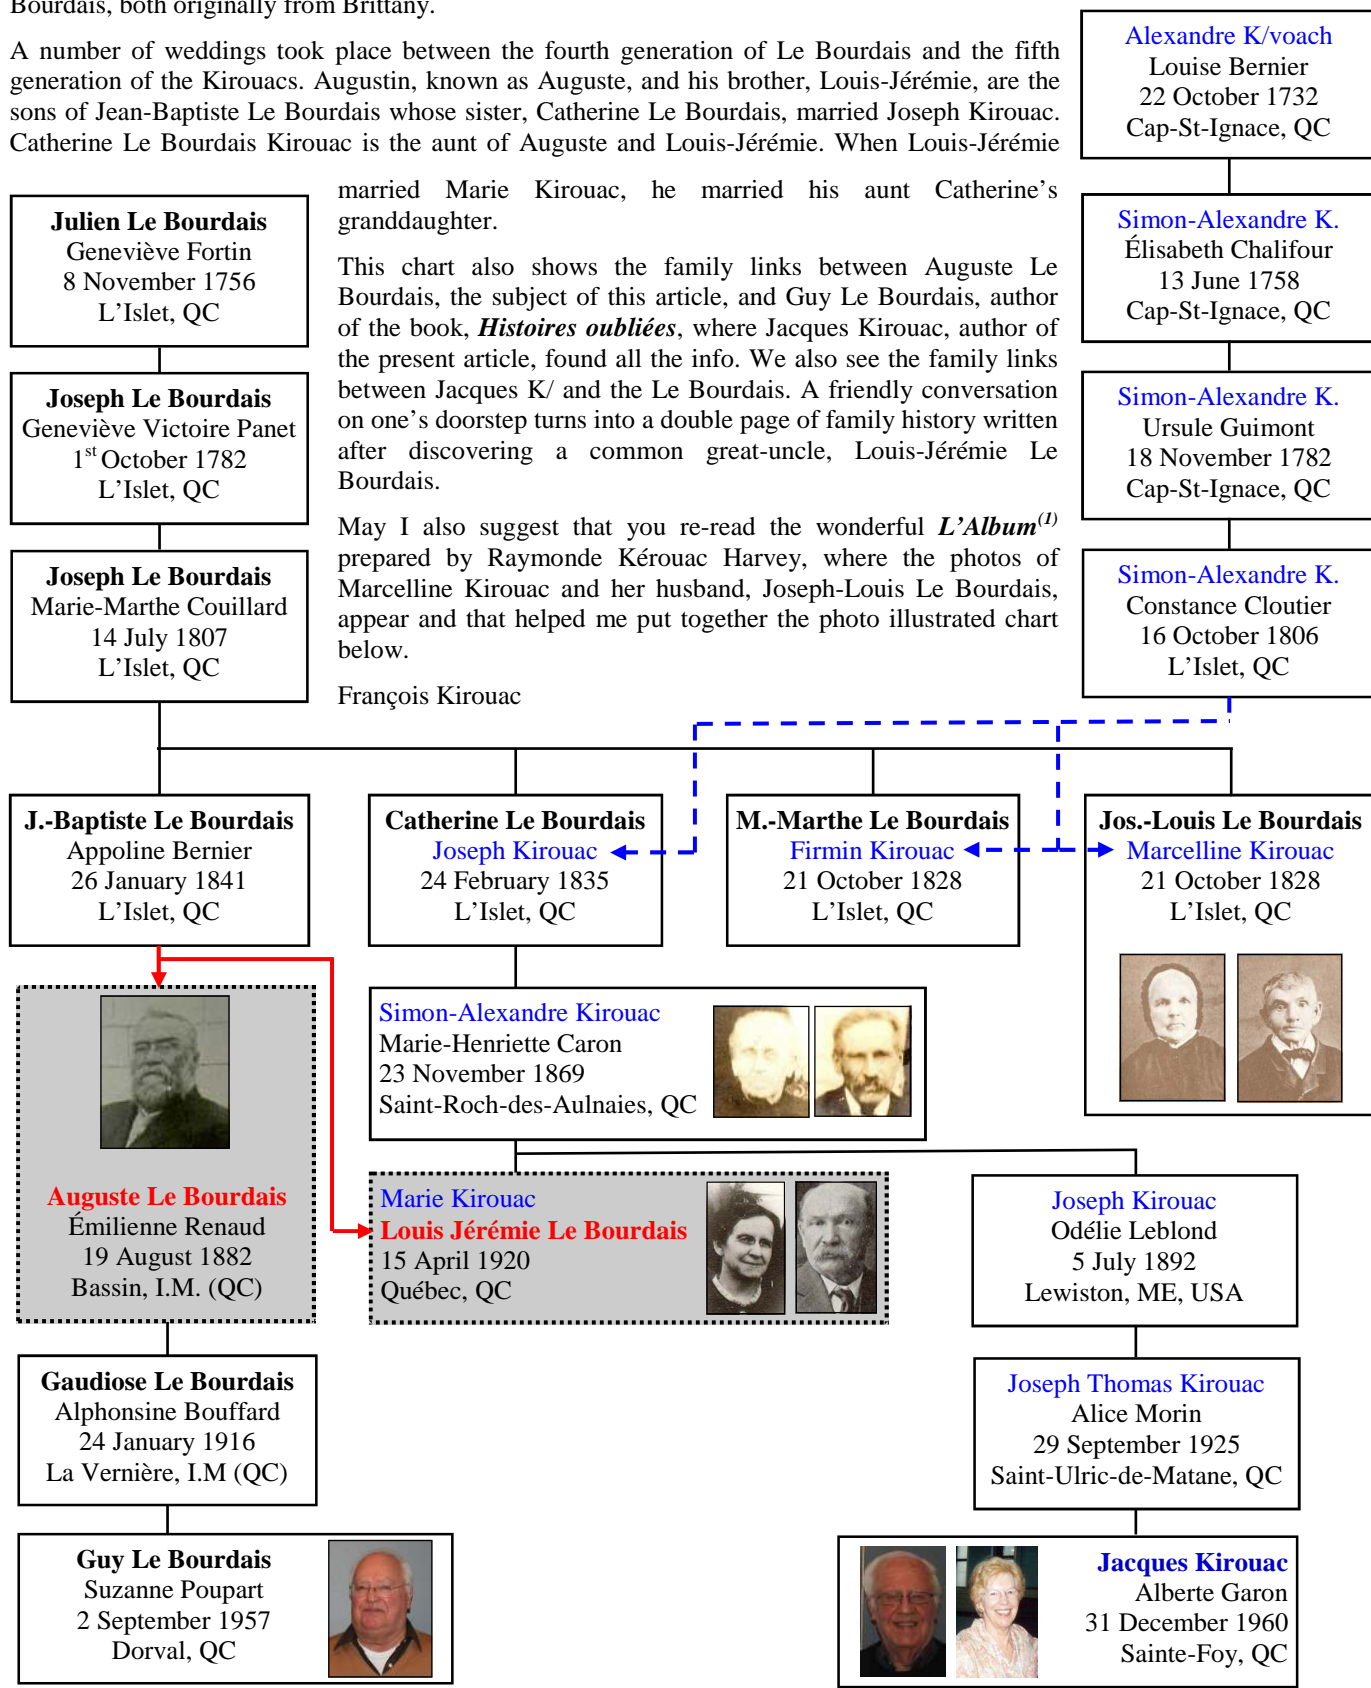 Bourdais, both originally from Brittany.
A number of weddings took place between the fourth generation of Le Bourdais and the fifth
generation of the Kirouacs. Augustin, known as Auguste, and his brother, Louis-Jérémie, are the
sons of Jean-Baptiste Le Bourdais whose sister, Catherine Le Bourdais, married Joseph Kirouac.
Catherine Le Bourdais Kirouac is the aunt of Auguste and Louis-Jérémie. When Louis-Jérémie
married Marie Kirouac, he married his aunt Catherine's
granddaughter.
This chart also shows the family links between Auguste Le
Bourdais, the subject of this article, and Guy Le Bourdais, author
of the book, Histoires oubliées, where Jacques Kirouac, author of
the present article, found all the info. We also see the family links
between Jacques K/ and the Le Bourdais. A friendly conversation
on one's doorstep turns into a double page of family history written
after discovering a common great-uncle, Louis-Jérémie Le
Bourdais.
May I also suggest that you re-read the wonderful L'Album(1)
prepared by Raymonde Kérouac Harvey, where the photos of
Marcelline Kirouac and her husband, Joseph-Louis Le Bourdais,
appear and that helped me put together the photo illustrated chart
below.
François Kirouac
Alexandre K/voach
Louise Bernier
22 October 1732
Cap-St-Ignace, QC
Simon-Alexandre K.
Élisabeth Chalifour
13 June 1758
Cap-St-Ignace, QC
Simon-Alexandre K.
Ursule Guimont
18 November 1782
Cap-St-Ignace, QC
Simon-Alexandre K.
Constance Cloutier
16 October 1806
L'Islet, QC
Julien Le Bourdais
Geneviève Fortin
8 November 1756
L'Islet, QC
Joseph Le Bourdais
Geneviève Victoire Panet
1st October 1782
L'Islet, QC
Joseph Le Bourdais
Marie-Marthe Couillard
14 July 1807
L'Islet, QC
J.-Baptiste Le Bourdais
Appoline Bernier
26 January 1841
L'Islet, QC
Catherine Le Bourdais
Joseph Kirouac
24 February 1835
L'Islet, QC
M.-Marthe Le Bourdais
Firmin Kirouac
21 October 1828
L'Islet, QC
Jos.-Louis Le Bourdais
Marcelline Kirouac
21 October 1828
L'Islet, QC
Simon-Alexandre Kirouac
Marie-Henriette Caron
23 November 1869
Saint-Roch-des-Aulnaies, QC
Auguste Le Bourdais
Émilienne Renaud
19 August 1882
Bassin, I.M. (QC)
Marie Kirouac
Louis Jérémie Le Bourdais
15 April 1920
Québec, QC
Joseph Kirouac
Odélie Leblond
5 July 1892
Lewiston, ME, USA
Gaudiose Le Bourdais
Alphonsine Bouffard
24 January 1916
La Vernière, I.M (QC)
Joseph Thomas Kirouac
Alice Morin
29 September 1925
Saint-Ulric-de-Matane, QC
Guy Le Bourdais
Suzanne Poupart
2 September 1957
Dorval, QC
Jacques Kirouac
Alberte Garon
31 December 1960
Sainte-Foy, QC